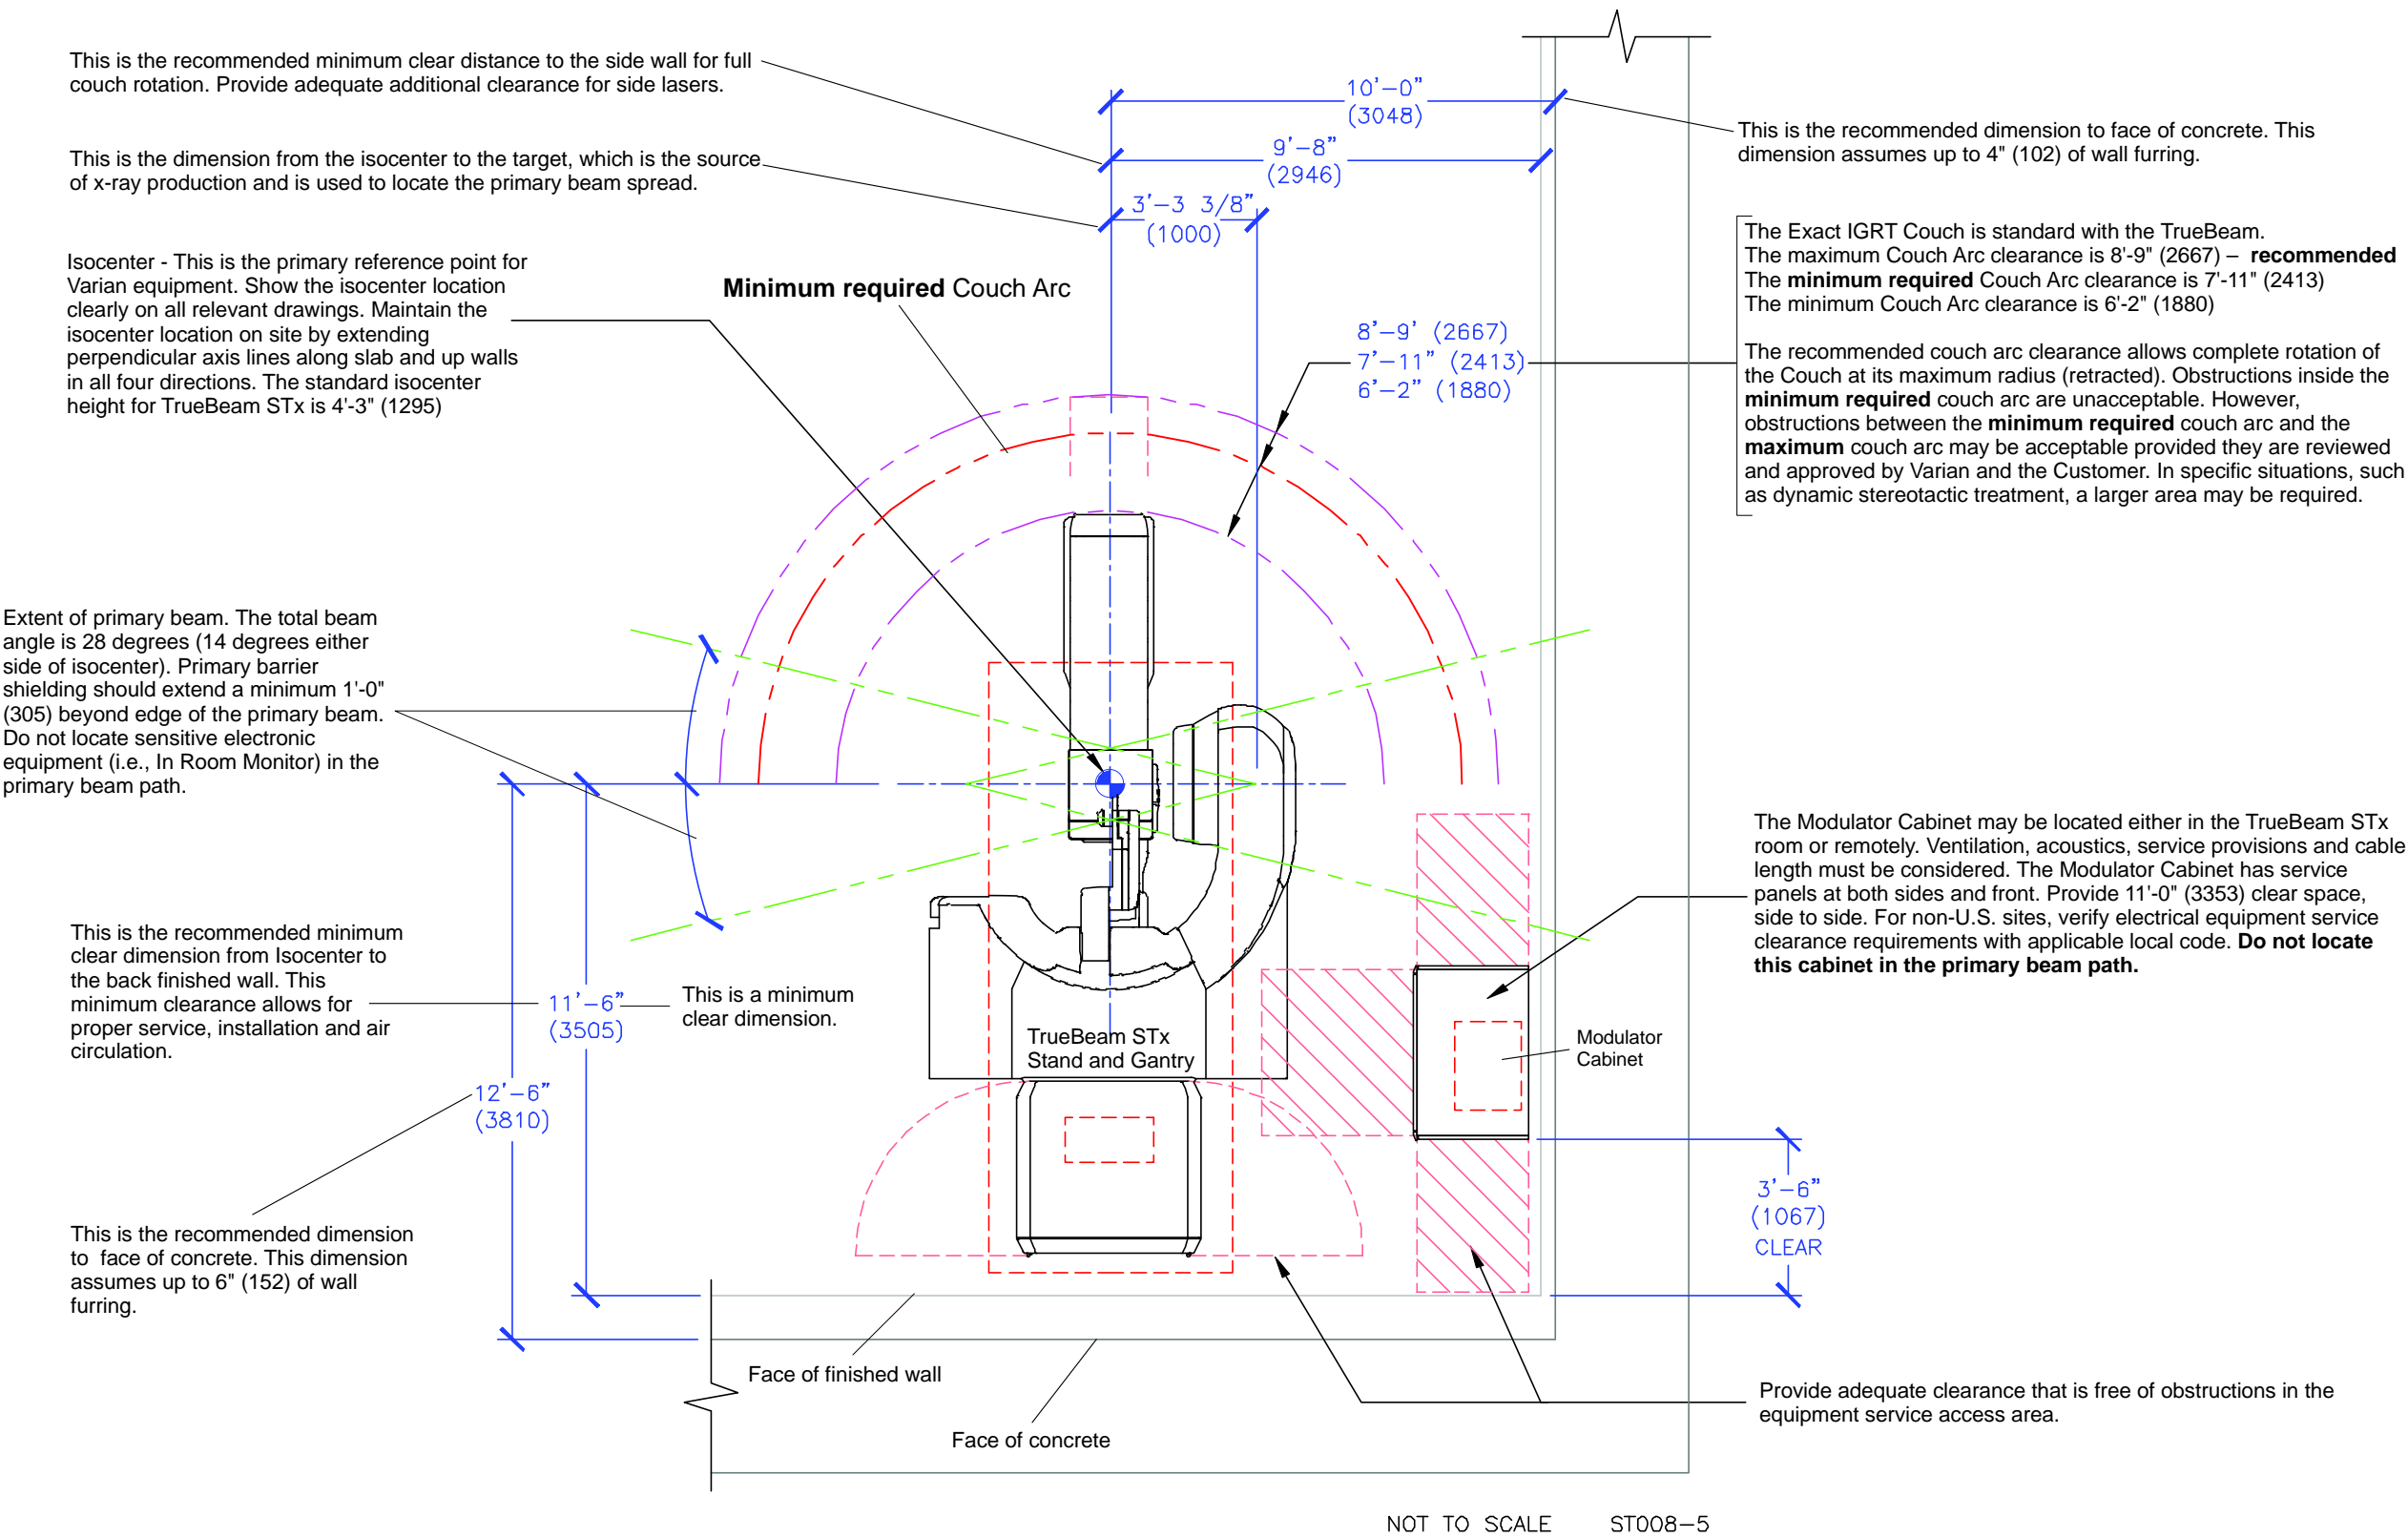 This is the recommended minimum clear distance to the side wall for full
couch rotation. Provide adequate additional clearance for side lasers.
This is the dimension from the isocenter to the target, which is the source
of x-ray production and is used to locate the primary beam spread.
Isocenter - This is the primary reference point for
Varian equipment. Show the isocenter location
clearly on all relevant drawings. Maintain the
isocenter location on site by extending
perpendicular axis lines along slab and up walls
in all four directions. The standard isocenter
height for TrueBeam STx is 4'-3" (1295)
Minimum required Couch Arc
10'-0"
(3048)
9'-8"
(2946)
3'-3 3/8"
(1000)
This is the recommended dimension to face of concrete. This
dimension assumes up to 4" (102) of wall furring.
The Exact IGRT Couch is standard with the TrueBeam.
The maximum Couch Arc clearance is 8'-9" (2667) – recommended
The minimum required Couch Arc clearance is 7'-11" (2413)
The minimum Couch Arc clearance is 6'-2" (1880)
8'-9' (2667)
7'-11" (2413)
6'-2" (1880)
The recommended couch arc clearance allows complete rotation of
the Couch at its maximum radius (retracted). Obstructions inside the
minimum required couch arc are unacceptable. However,
obstructions between the minimum required couch arc and the
maximum couch arc may be acceptable provided they are reviewed
and approved by Varian and the Customer. In specific situations, such
as dynamic stereotactic treatment, a larger area may be required.
Extent of primary beam. The total beam
angle is 28 degrees (14 degrees either
side of isocenter). Primary barrier
shielding should extend a minimum 1'-0"
(305) beyond edge of the primary beam.
Do not locate sensitive electronic
equipment (i.e., In Room Monitor) in the
primary beam path.
The Modulator Cabinet may be located either in the TrueBeam STx
room or remotely. Ventilation, acoustics, service provisions and cable
length must be considered. The Modulator Cabinet has service
panels at both sides and front. Provide 11'-0" (3353) clear space,
side to side. For non-U.S. sites, verify electrical equipment service
clearance requirements with applicable local code. Do not locate
this cabinet in the primary beam path.
This is the recommended minimum
clear dimension from Isocenter to
the back finished wall. This
minimum clearance allows for
proper service, installation and air
circulation.
11'-6"
(3505)
This is a minimum
clear dimension.
TrueBeam STx
Stand and Gantry
Modulator
Cabinet
12'-6"
(3810)
3'-6"
(1067)
CLEAR
This is the recommended dimension
to face of concrete. This dimension
assumes up to 6" (152) of wall
furring.
Face of finished wall
Face of concrete
Provide adequate clearance that is free of obstructions in the
equipment service access area.
NOT TO SCALE ST008-5